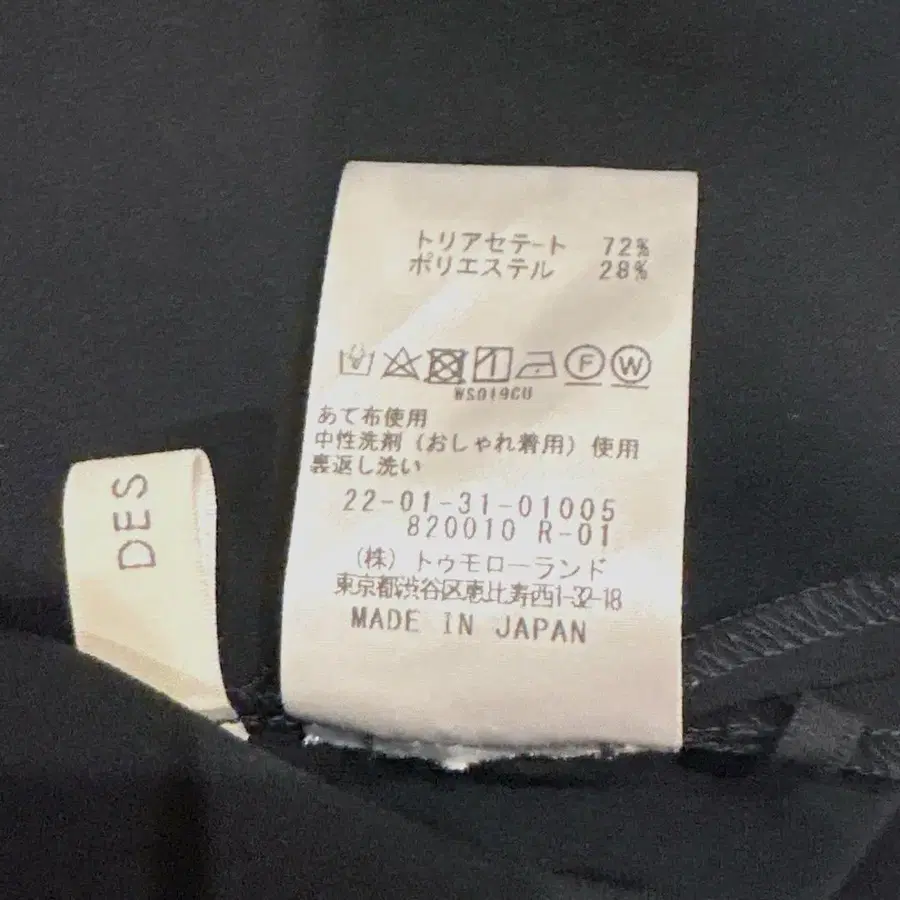 トリアセテート 72%
ポリエステル 28%
F W
WS019CU
あて布使用
中性洗剤（おしゃれ着用）使用
裏返し洗い
22-01-31-01005
820010 R-01
（株）トゥモローランド
東京都渋谷区恵比寿西1-32-18
MADE IN JAPAN
DES